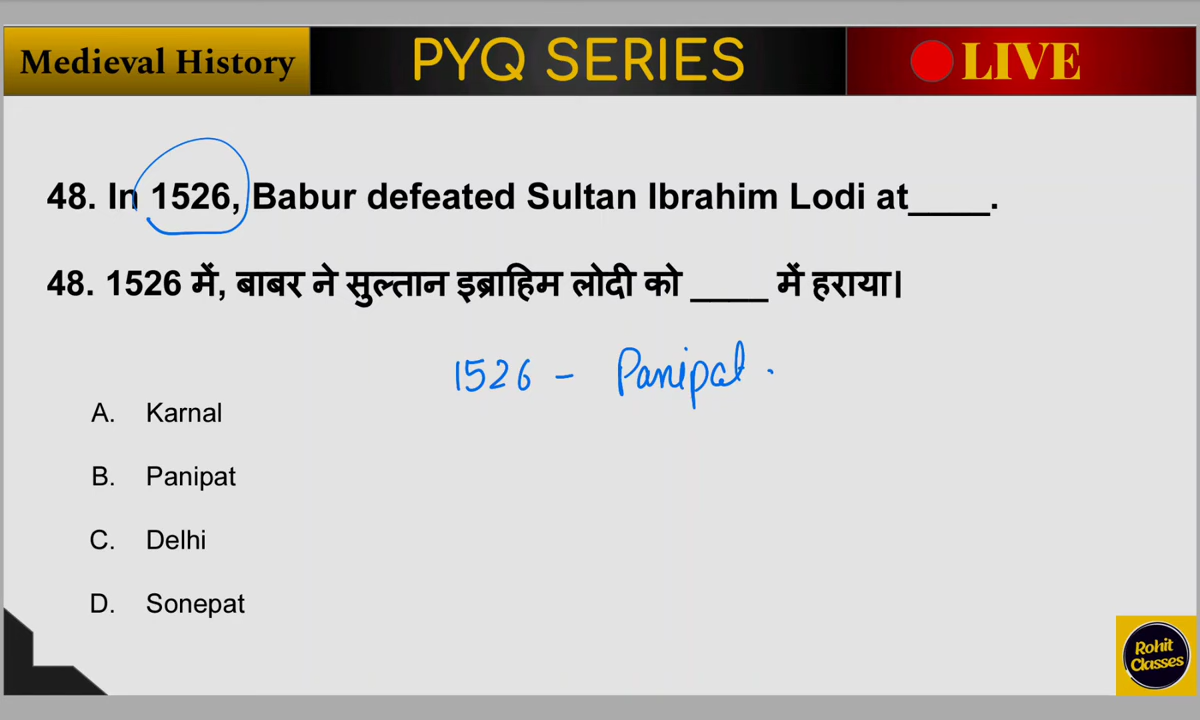 Medieval History
PYQ SERIES
LIVE
48. In 1526, Babur defeated Sultan Ibrahim Lodi at____.
48. 1526 में, बाबर ने सुल्तान इब्राहिम लोदी को ____ में हराया।
1526 - Panipat.
A. Karnal
B. Panipat
C. Delhi
D. Sonepat
Rohit
Classes